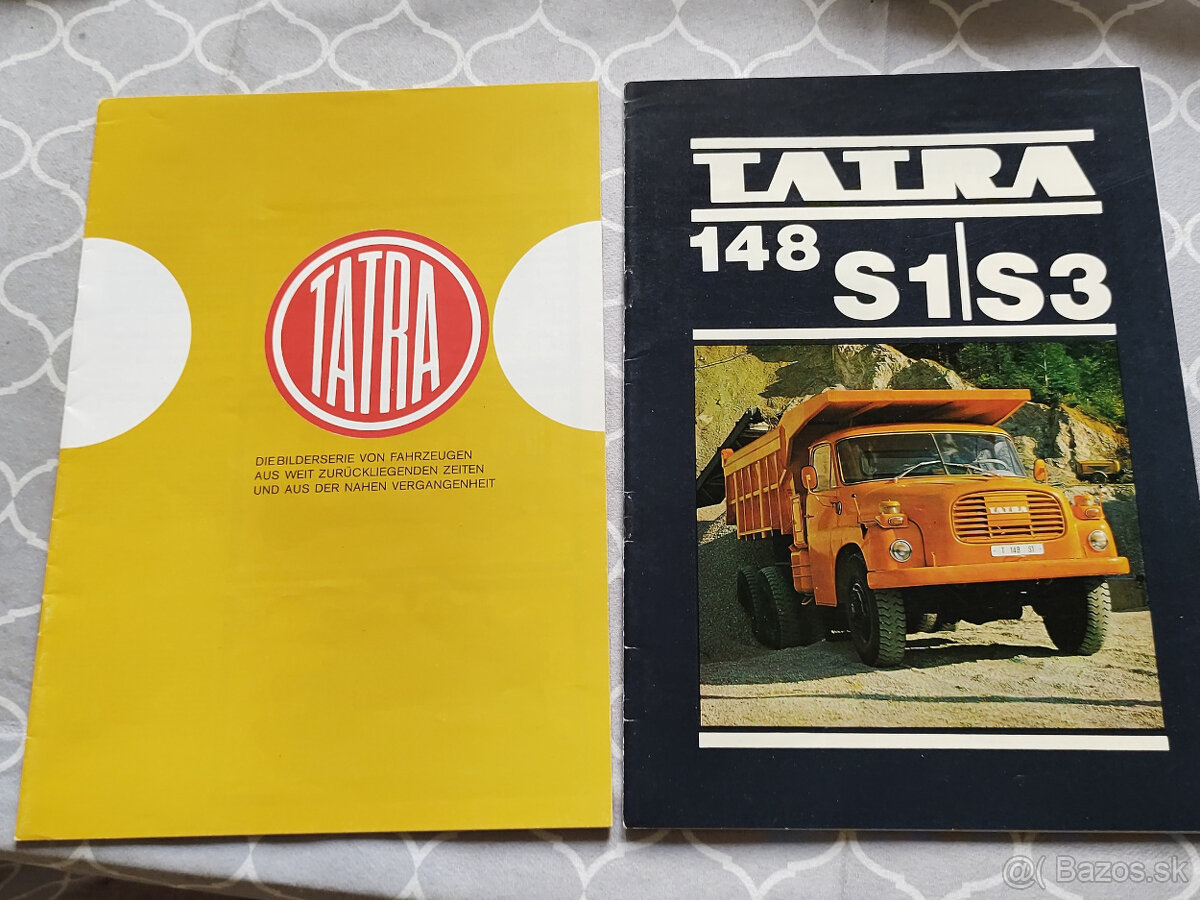 TATRA
DIE BILDERSERIE VON FAHRZEUGEN
AUS WEIT ZURÜCKLIEGENDEN ZEITEN
UND AUS DER NAHEN VERGANGENHEIT
TATRA
148
S1|S3
TATRA
T 148 S1
@( Bazos.sk